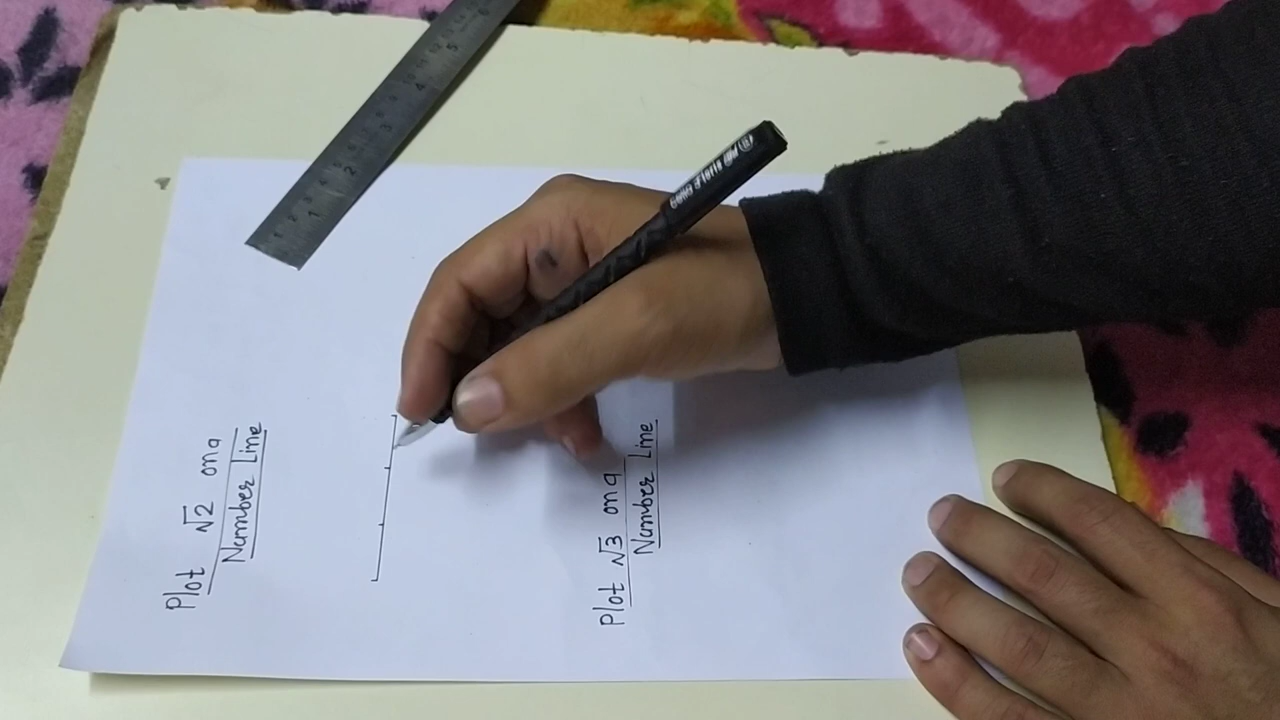 Plot √2 on a
Number Line
Plot √3 on a
Number Line